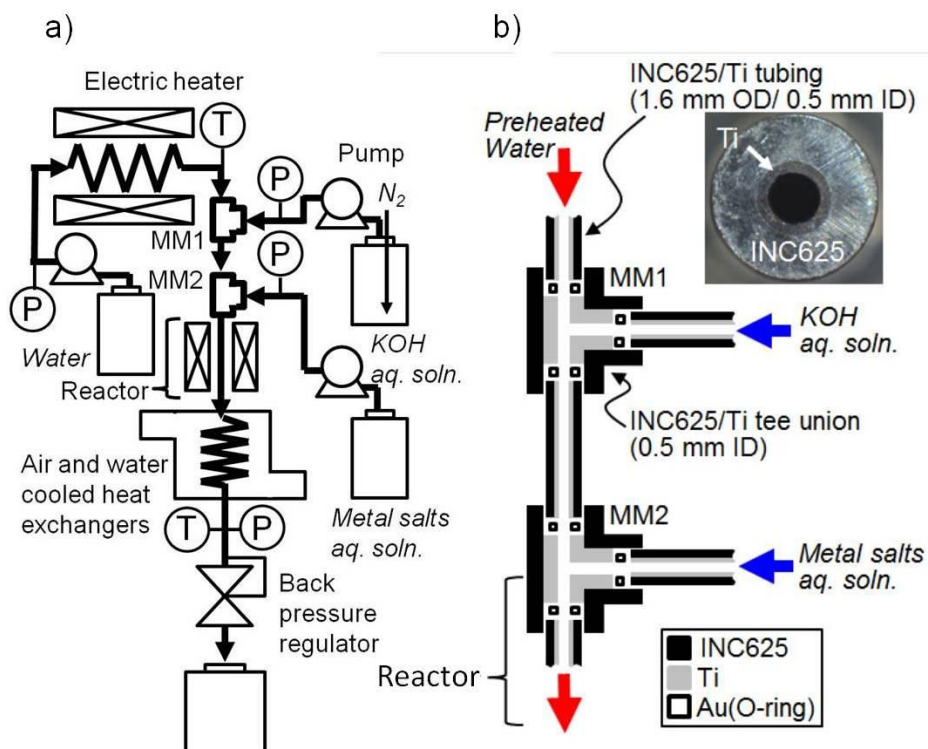 a)
Electric heater
T
P
Pump
N2
MM1
MM2
P
P
Water
Reactor
KOH
aq. soln.
Air and water
cooled heat
exchangers
Metal salts
aq. soln.
T
P
Back
pressure
regulator
b)
INC625/Ti tubing
(1.6 mm OD/ 0.5 mm ID)
Preheated
Water
Ti
INC625
MM1
KOH
aq. soln.
INC625/Ti tee union
(0.5 mm ID)
MM2
Metal salts
aq. soln.
Reactor
INC625
Ti
Au(O-ring)